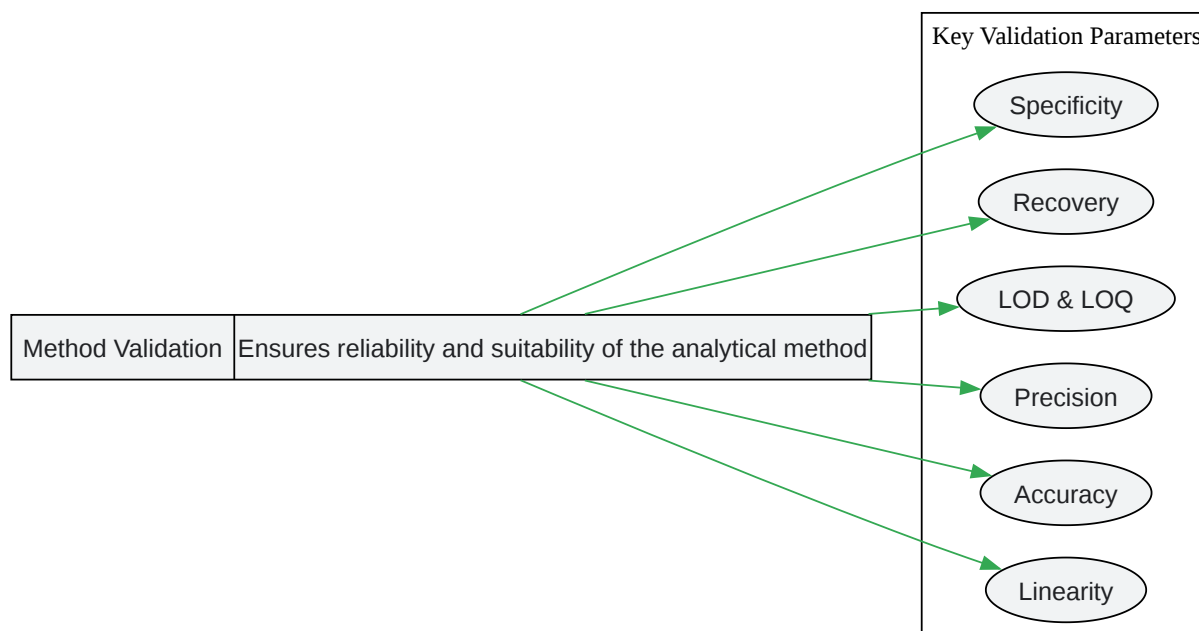 Key Validation Parameters
Specificity
Recovery
LOD & LOQ
Method Validation
Ensures reliability and suitability of the analytical method
Precision
Accuracy
Linearity